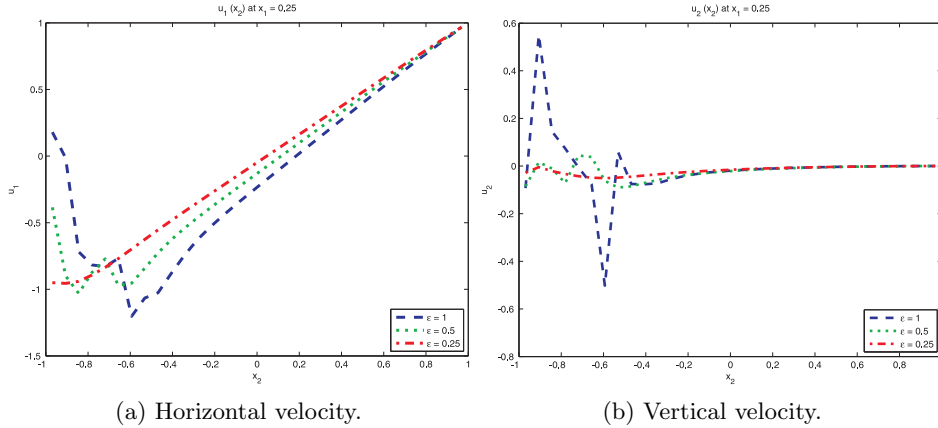 u₁ (x₂) at x₁ = 0.25
1
0.5
0
-0.5
-1
-1.5
u₁
-1
-0.8
-0.6
-0.4
-0.2
0
0.2
0.4
0.6
0.8
1
x₂
ε = 1
ε = 0.5
ε = 0.25
(a) Horizontal velocity.
u₂ (x₂) at x₁ = 0.25
0.6
0.4
0.2
0
-0.2
-0.4
-0.6
-0.8
u₂
-1
-0.8
-0.6
-0.4
-0.2
0
0.2
0.4
0.6
0.8
1
x₂
ε = 1
ε = 0.5
ε = 0.25
(b) Vertical velocity.